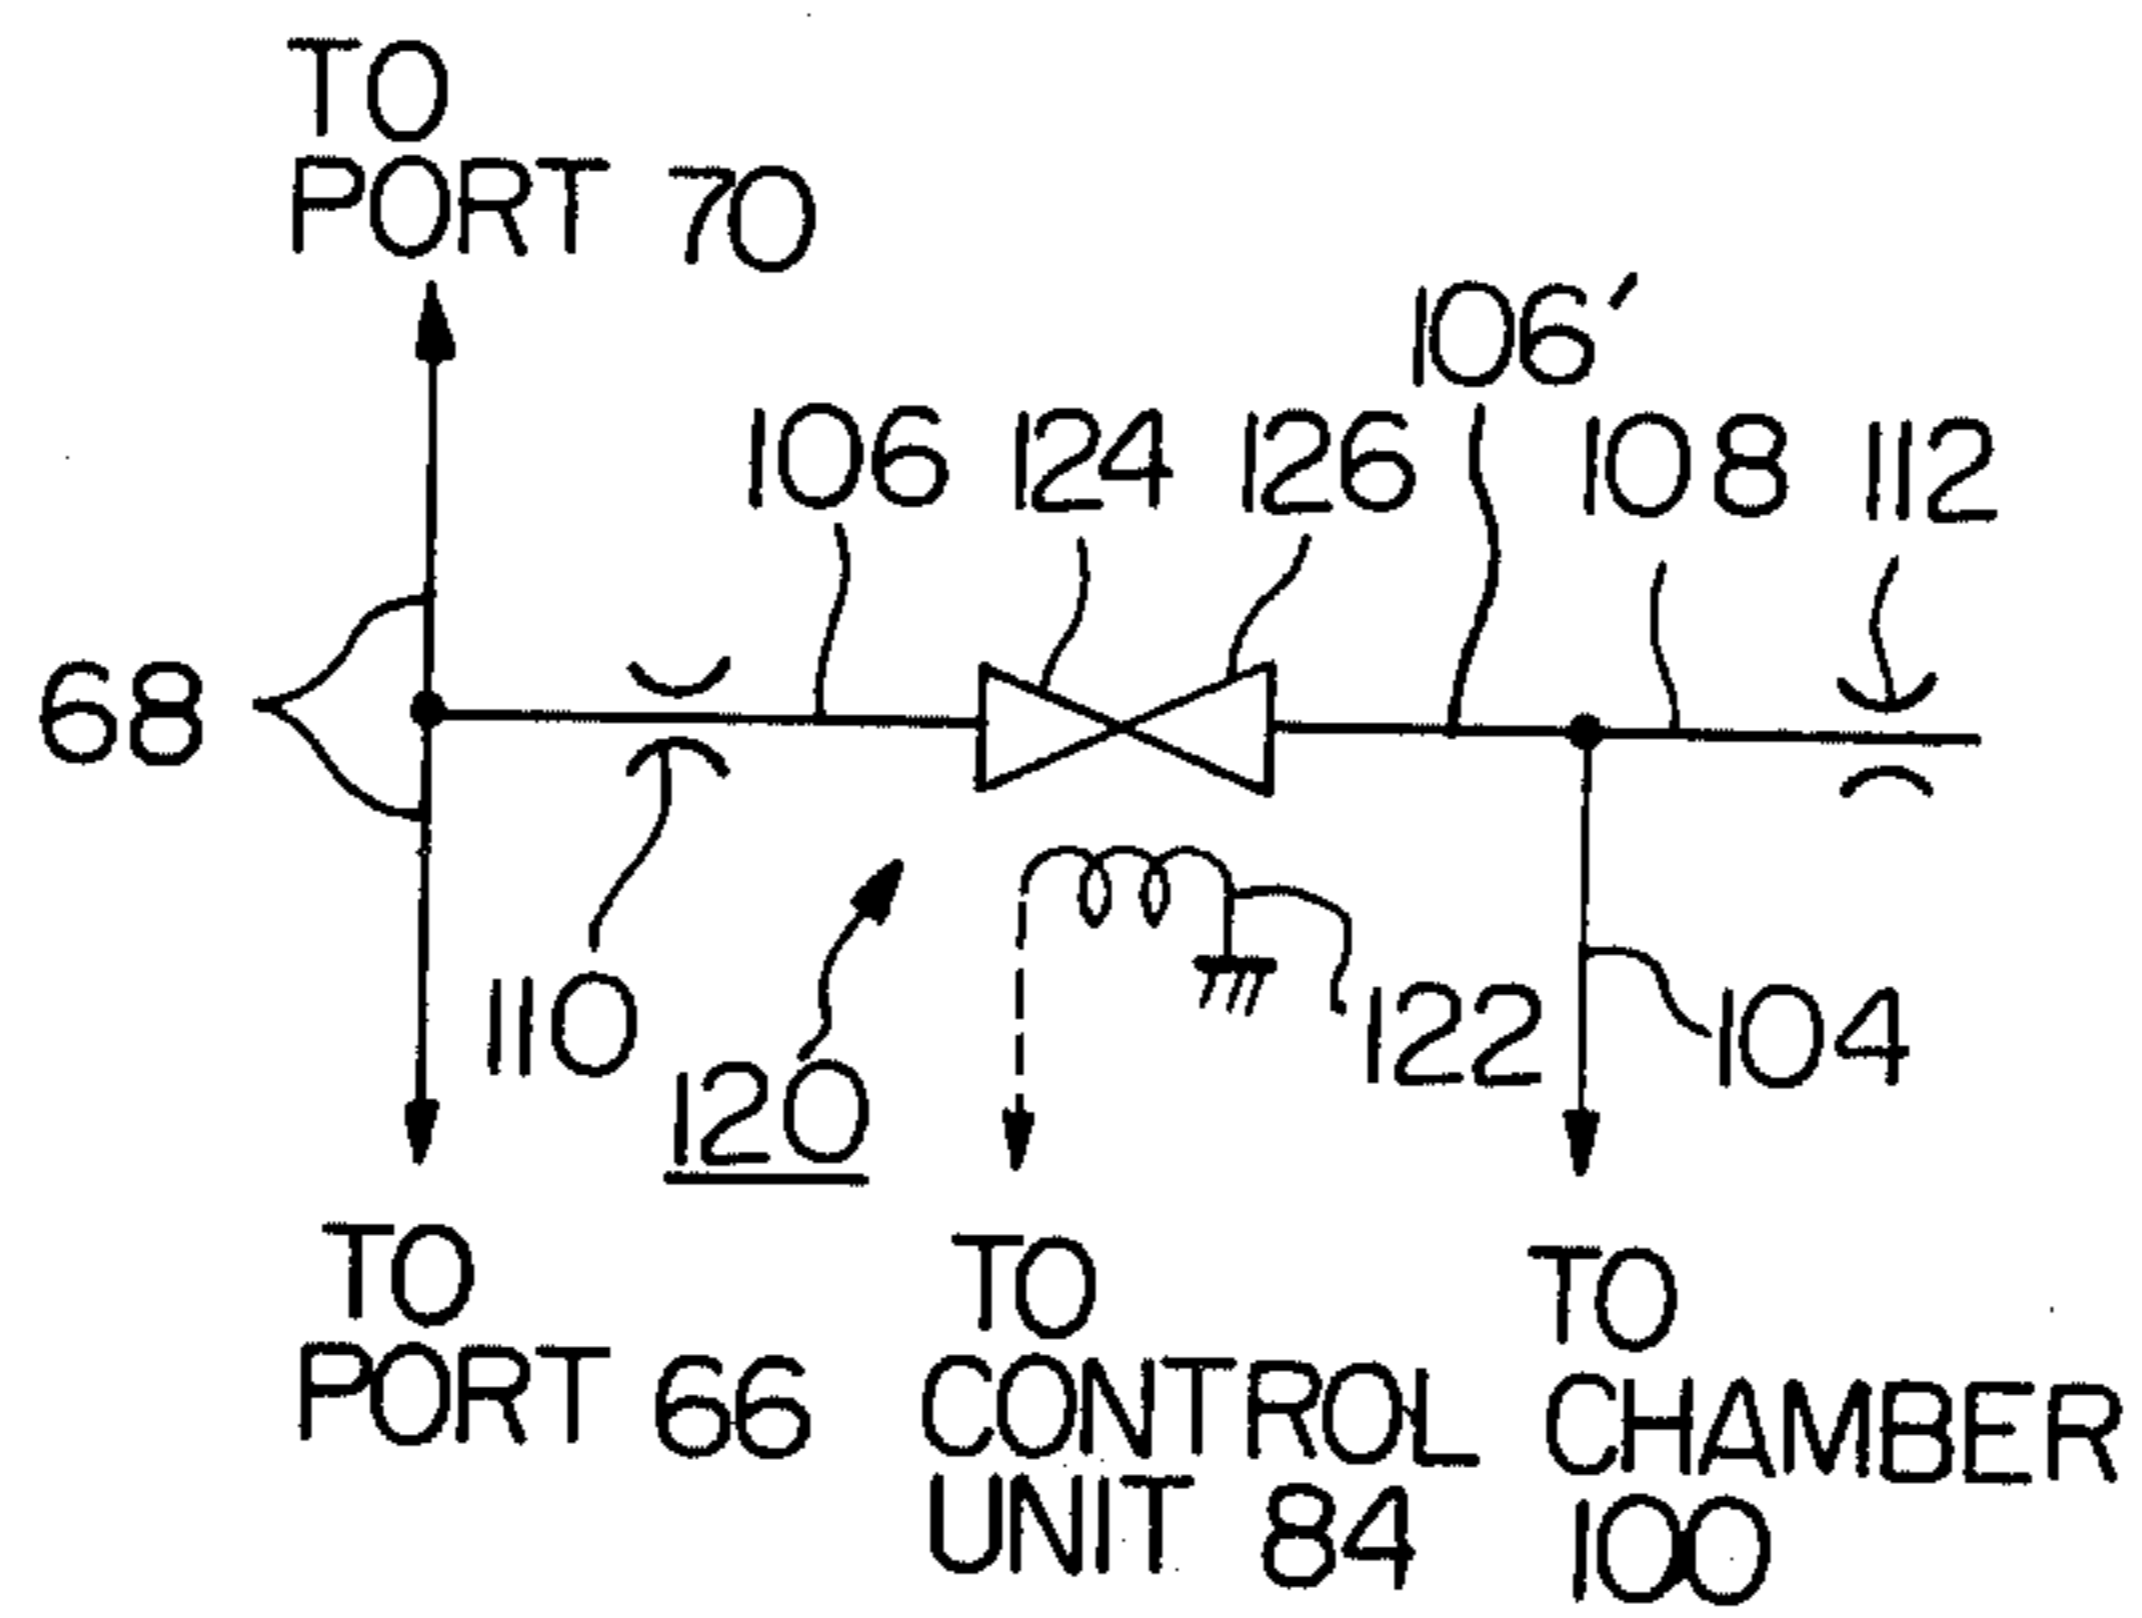 TO
PORT 70
106'
106 124 126 108 112
68
110
120
122 104
TO
PORT 66
TO
CONTROL
UNIT 84
TO
CHAMBER
100